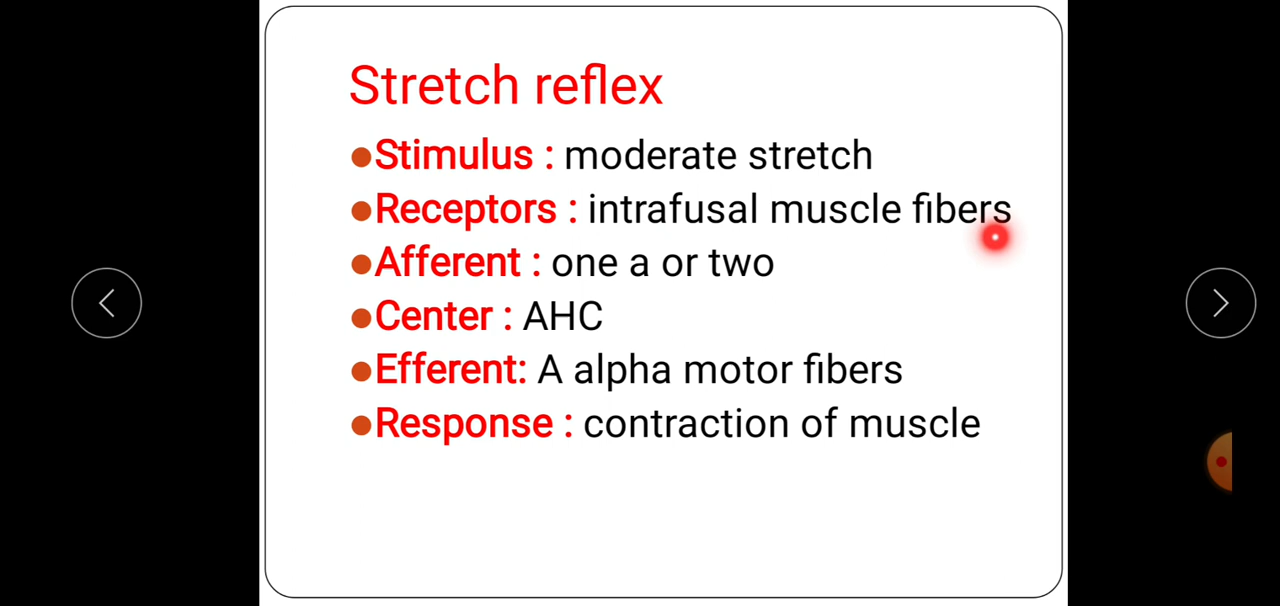 Stretch reflex
●Stimulus : moderate stretch
●Receptors : intrafusal muscle fibers
●Afferent : one a or two
●Center : AHC
●Efferent: A alpha motor fibers
●Response : contraction of muscle